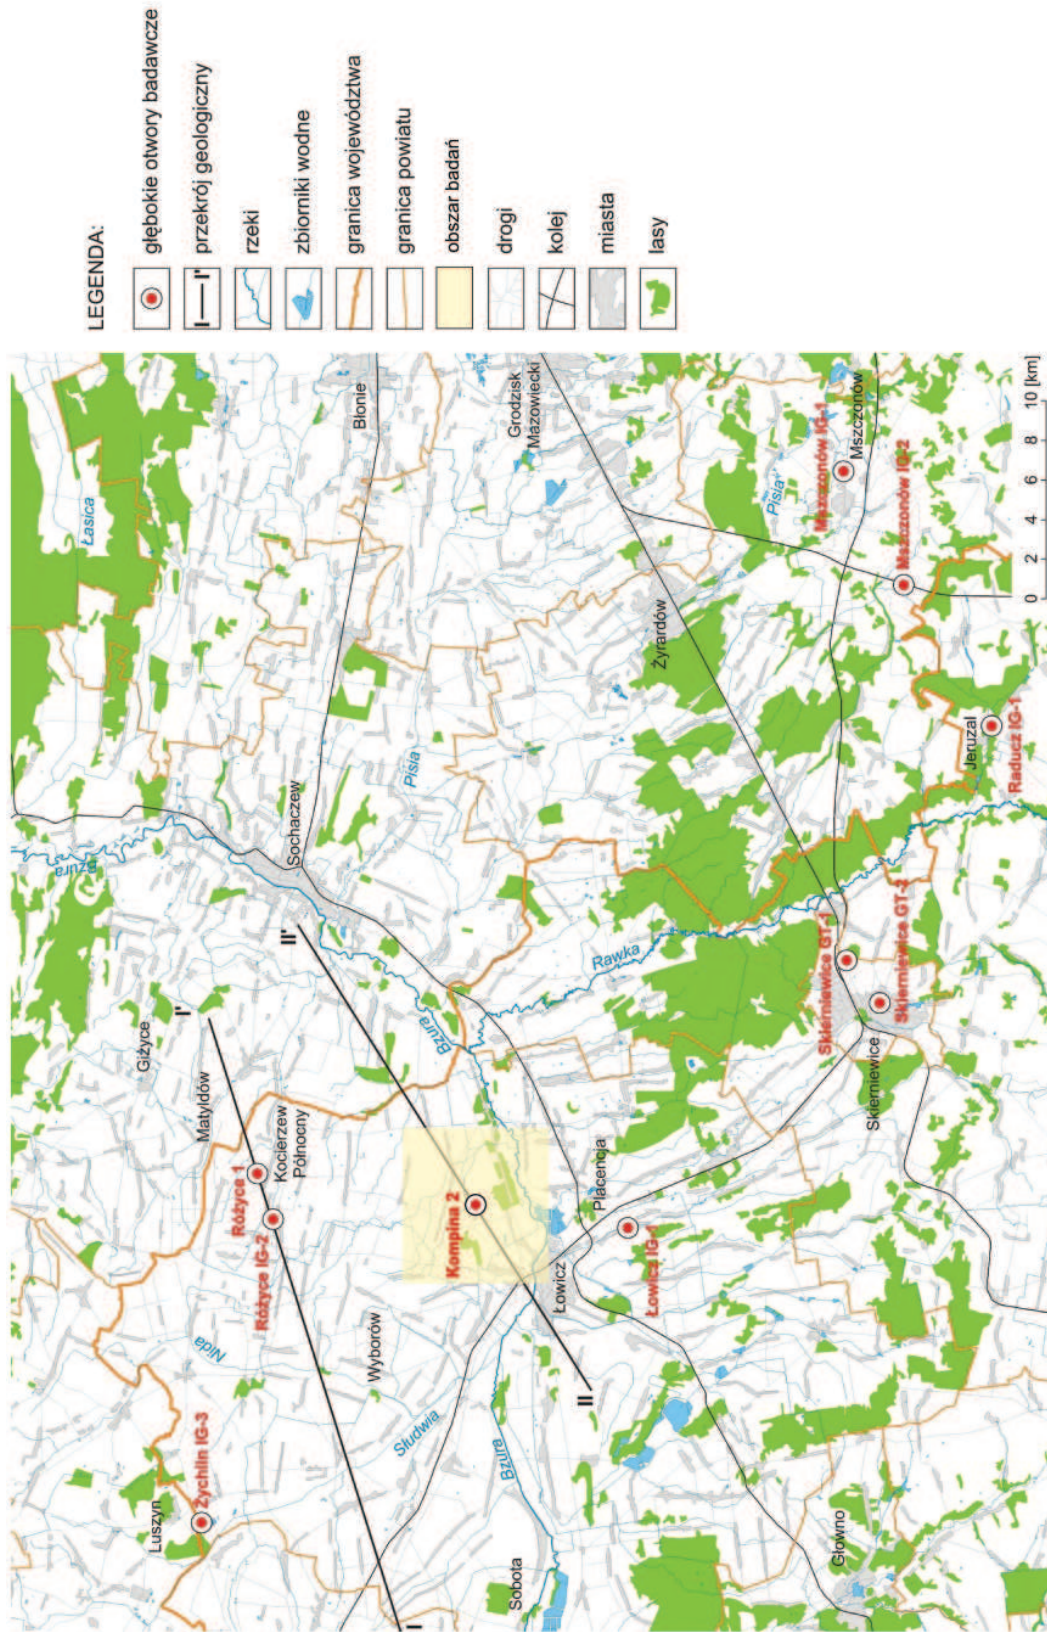 LEGENDA:
głębokie otwory badawcze
I I'
przekrój geologiczny
rzeki
zbiorniki wodne
granica województwa
granica powiatu
obszar badań
drogi
kolej
miasta
lasy
Łasica
Błonie
Grodzisk
Mazowiecki
Pisia
Mszczonów IG-1
Mszczonów
Mszczonów IG-2
Żyrardów
0 2 4 6 8 10 [km]
Bzura
Sochaczew
Pisia
Jeruzal
Raducz IG-1
II'
Rawka
Skierniewice GT-1
Skierniewice GT-2
Skierniewice
Giżyce
I'
Matyldów
Bzura
Różyce 1
Kocierzew
Północny
Różyce IG-2
Kompina 2
Placencja
Łowicz
Łowicz IG-1
Nida
Wyborów
Słudwia
II
Luszyn
Żychlin IG-3
Bzura
Sobota
Głowno
I